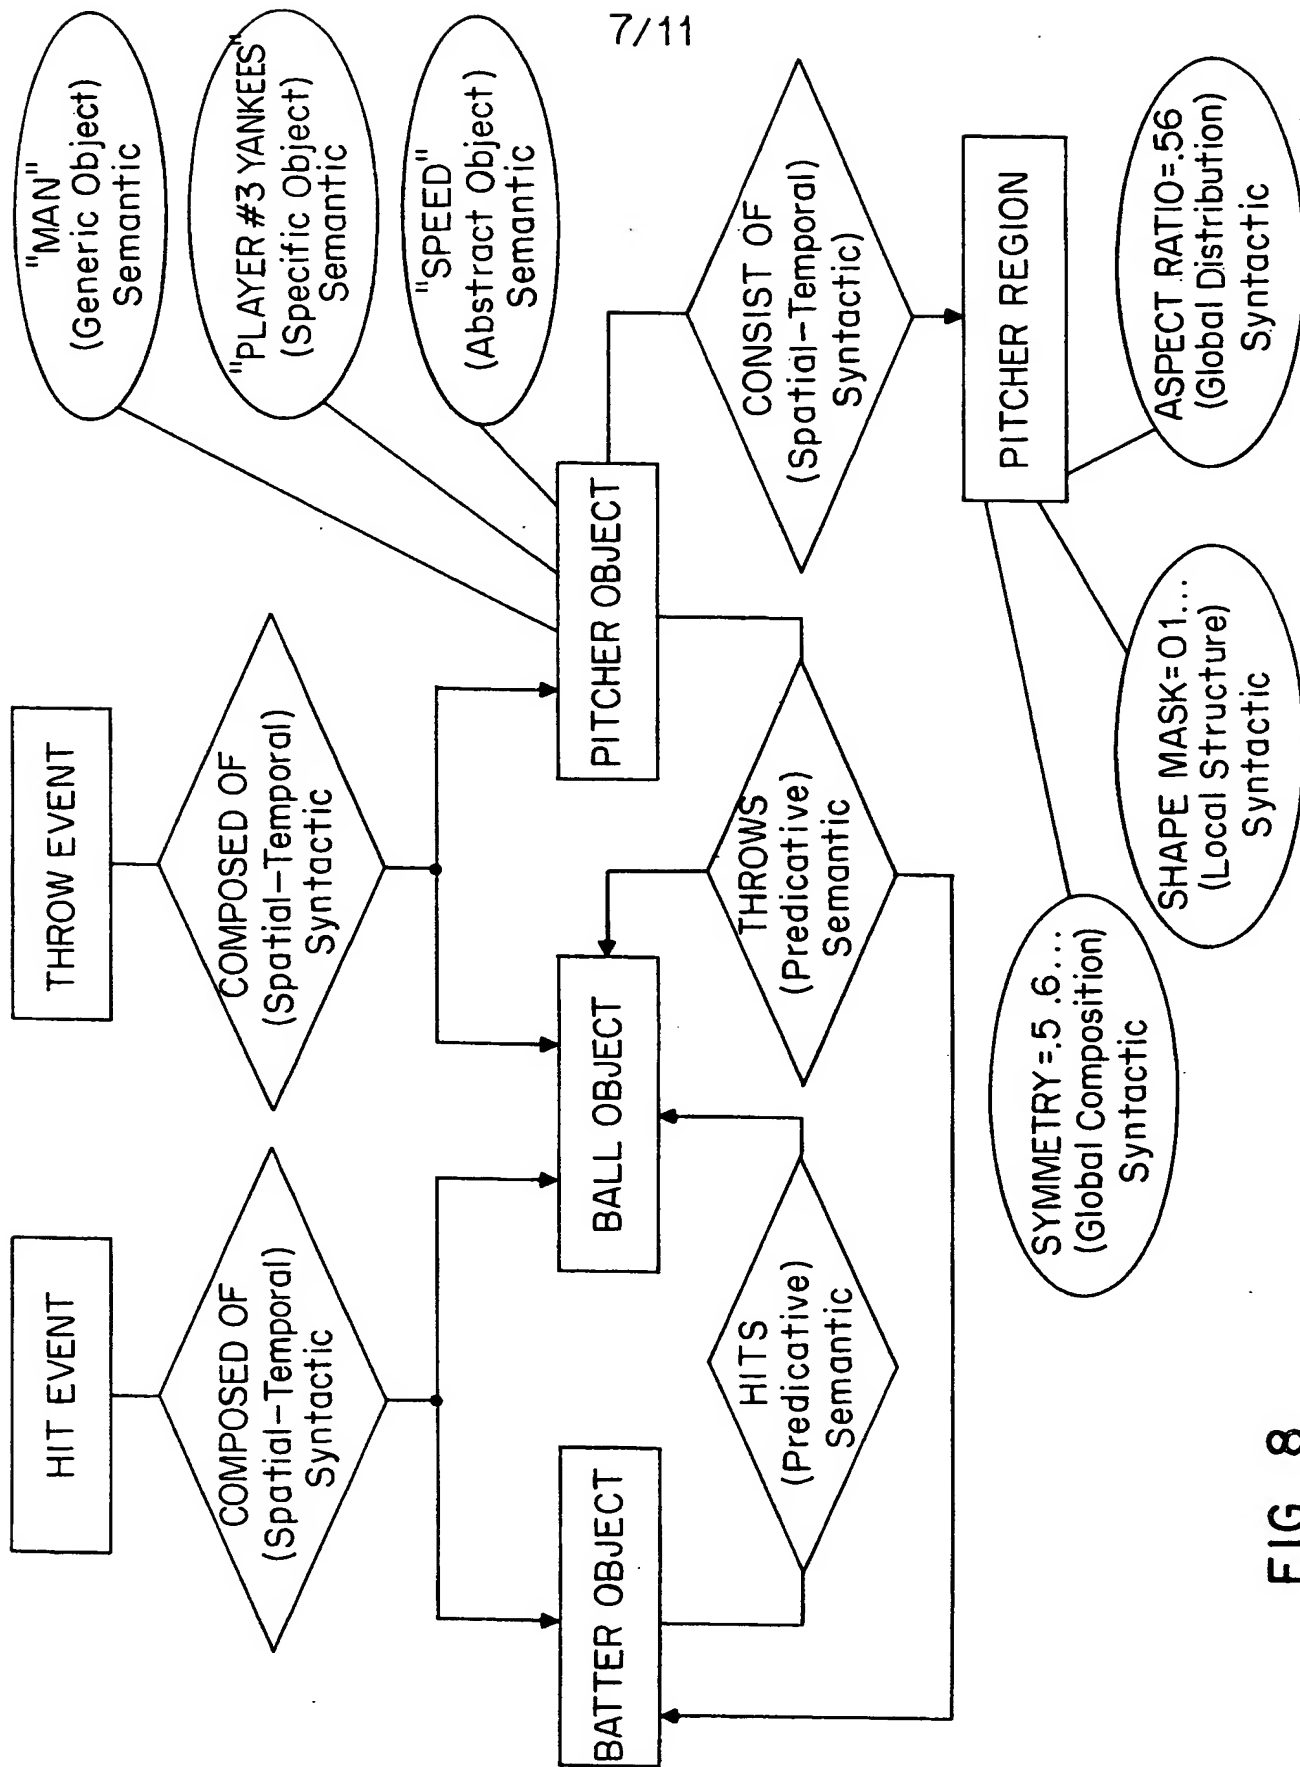 7/11
HIT EVENT
THROW EVENT
COMPOSED OF
(Spatial-Temporal)
Syntactic
COMPOSED OF
(Spatial-Temporal)
Syntactic
"MAN"
(Generic Object)
Semantic
"PLAYER #3 YANKEES"
(Specific Object)
Semantic
"SPEED"
(Abstract Object)
Semantic
BATTER OBJECT
BALL OBJECT
PITCHER OBJECT
HITS
(Predicative)
Semantic
THROWS
(Predicative)
Semantic
CONSIST OF
(Spatial-Temporal)
Syntactic)
PITCHER REGION
SYMMETRY=.5 .6...
(Global Composition)
Syntactic
SHAPE MASK=01...
(Local Structure)
Syntactic
ASPECT RATIO=.56
(Global Distribution)
Syntactic
FIG. 8